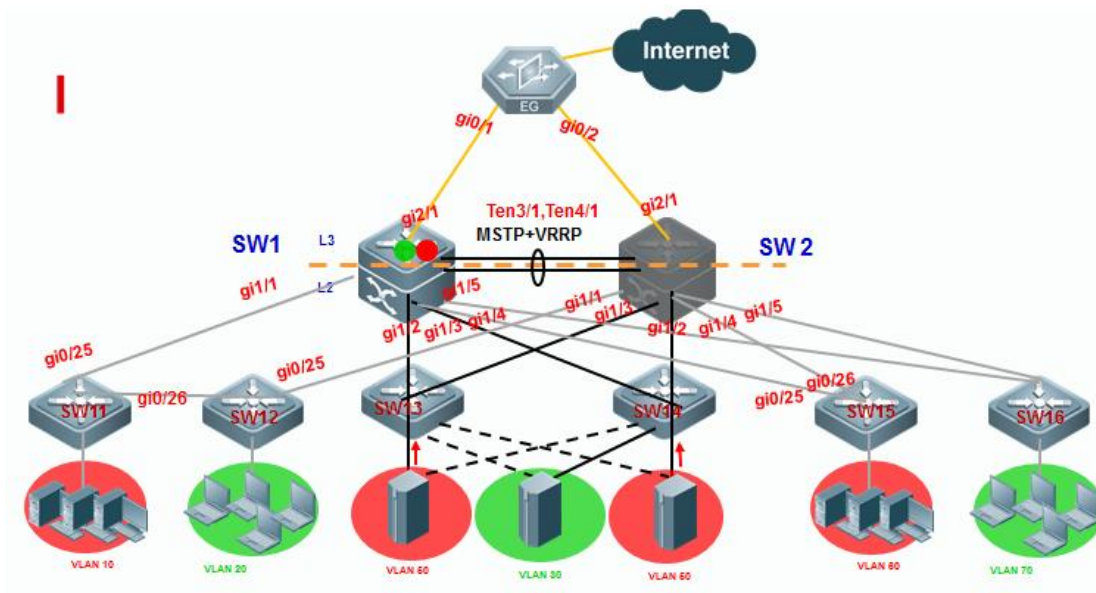 Internet
I
EG
gi0/1
gi0/2
gi2/1
Ten3/1,Ten4/1
gi2/1
MSTP+VRRP
SW1
L3
SW 2
gi1/1
L2
gi1/5
gi1/1
gi1/2
gi1/3
gi1/4
gi1/3
gi1/2
gi1/4
gi1/5
gi0/25
gi0/25
gi0/26
gi0/26
gi0/25
SW11
SW12
SW13
SW14
SW15
SW16
VLAN 10
VLAN 20
VLAN 50
VLAN 30
VLAN 50
VLAN 60
VLAN 70